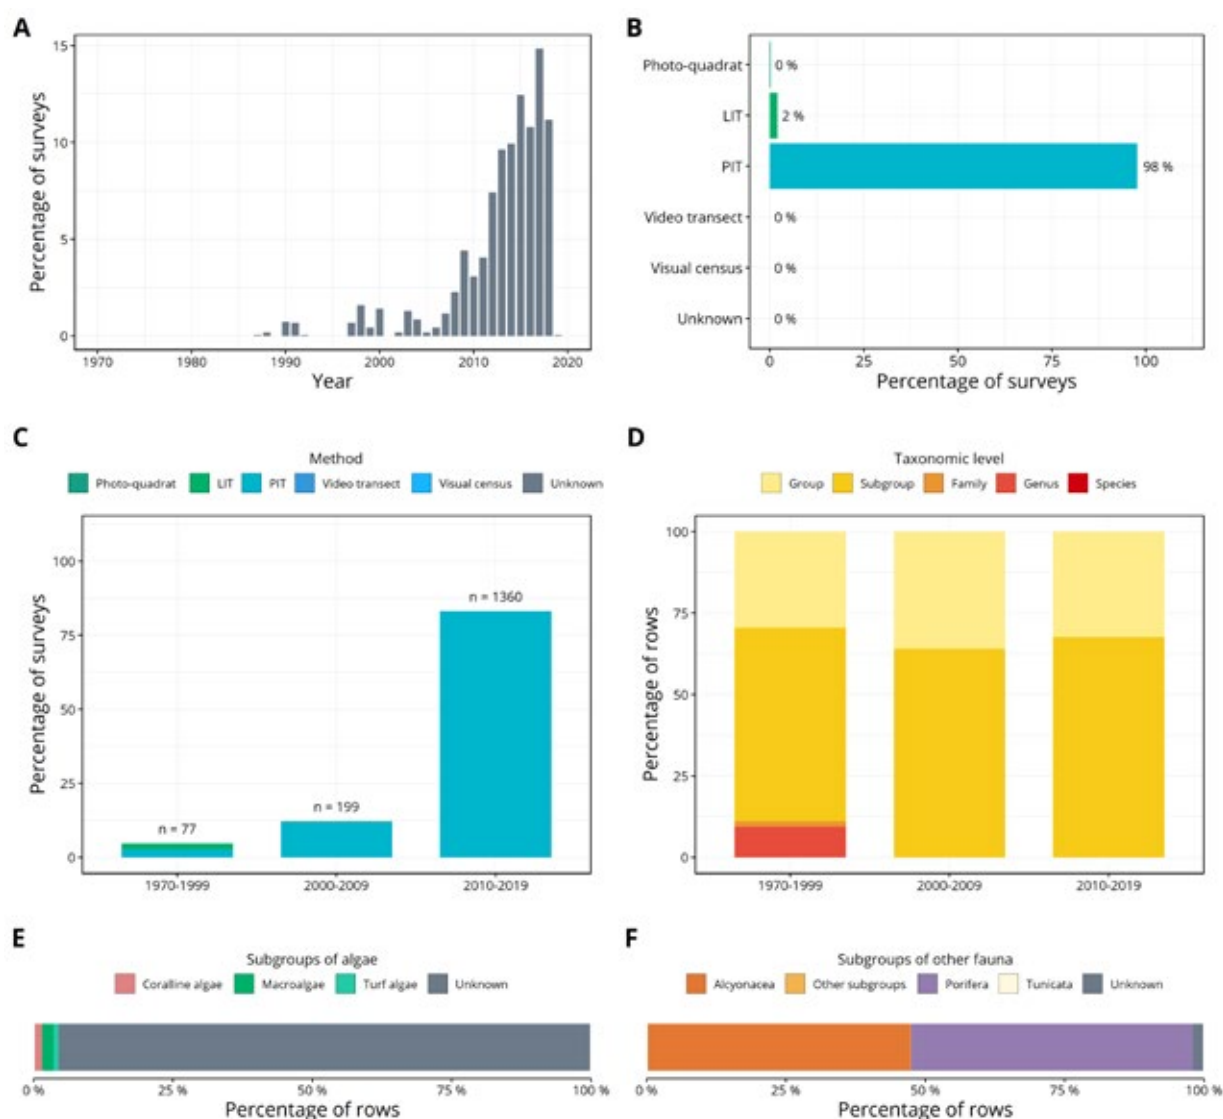 A
Percentage of surveys
15
10
5
0
1970 1980 1990 2000 2010 2020
Year
B
Photo-quadrat 0 %
LIT 2 %
PIT 98 %
Video transect 0 %
Visual census 0 %
Unknown 0 %
0 25 50 75 100
Percentage of surveys
C
Method
Photo-quadrat LIT PIT Video transect Visual census Unknown
Percentage of surveys
100
75
50
25
0
n = 77
n = 199
n = 1360
1970-1999 2000-2009 2010-2019
D
Taxonomic level
Group Subgroup Family Genus Species
Percentage of rows
100
75
50
25
0
1970-1999 2000-2009 2010-2019
E
Subgroups of algae
Coralline algae Macroalgae Turf algae Unknown
0 % 25 % 50 % 75 % 100 %
Percentage of rows
F
Subgroups of other fauna
Alcyonacea Other subgroups Porifera Tunicata Unknown
0 % 25 % 50 % 75 % 100 %
Percentage of rows